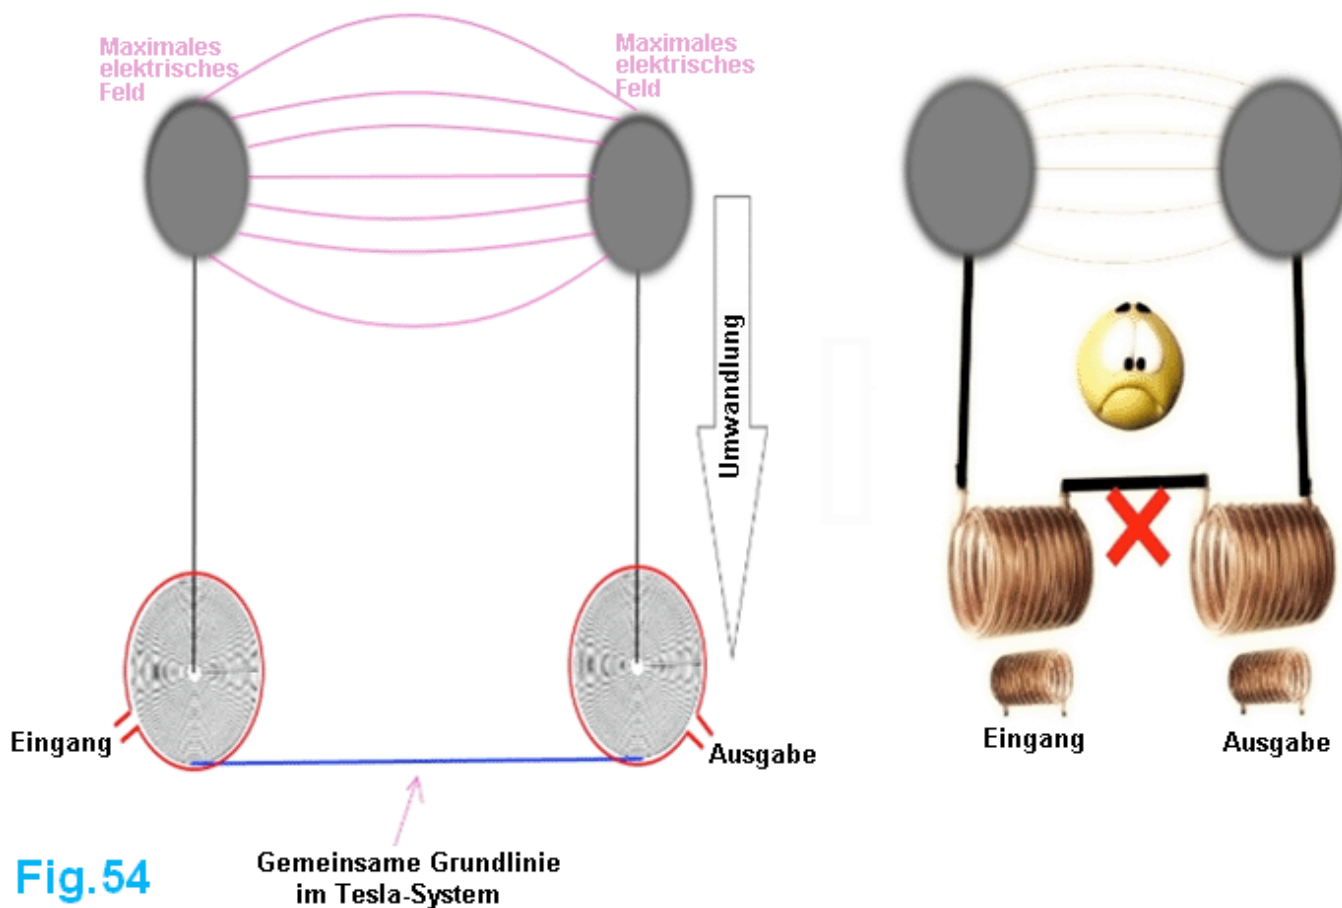 Maximales
elektrisches
Feld
Maximales
elektrisches
Feld
Umwandlung
Eingang
Ausgabe
Gemeinsame Grundlinie
im Tesla-System
Fig.54
Eingang
Ausgabe